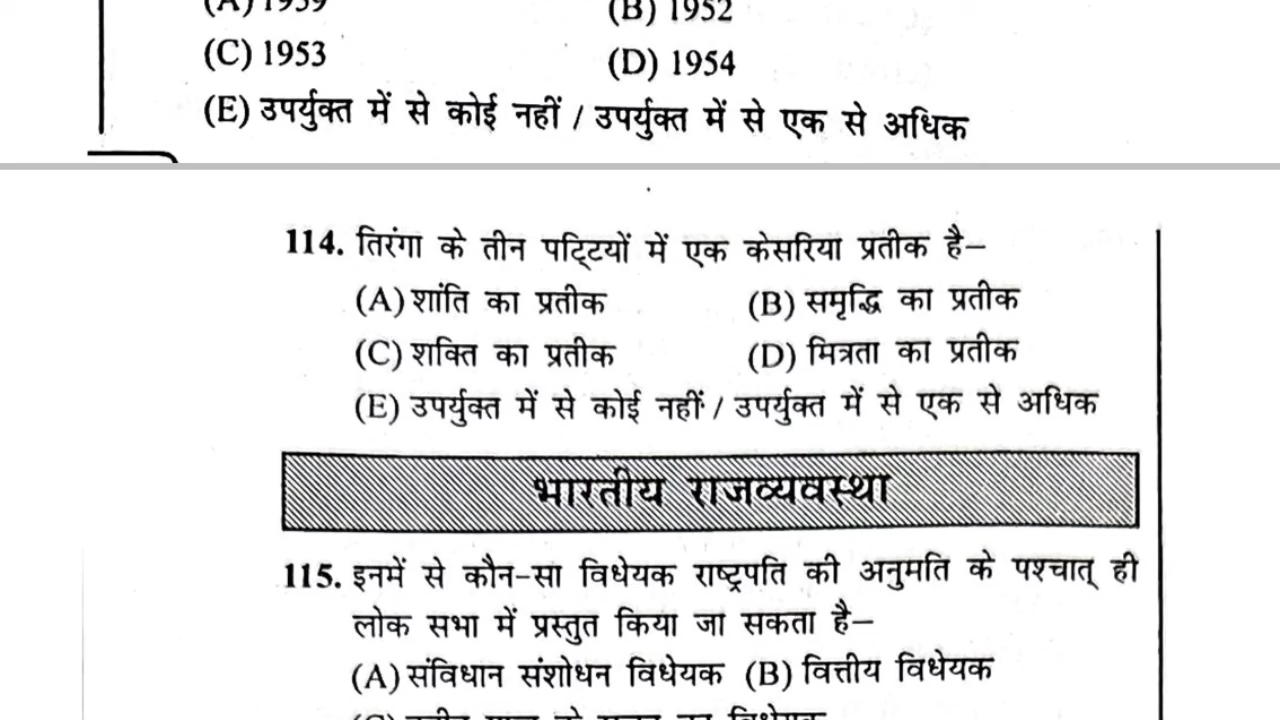 (A) 1939 (B) 1952
(C) 1953 (D) 1954
(E) उपर्युक्त में से कोई नहीं / उपर्युक्त में से एक से अधिक
114. तिरंगा के तीन पट्टियों में एक केसरिया प्रतीक है–
(A) शांति का प्रतीक (B) समृद्धि का प्रतीक
(C) शक्ति का प्रतीक (D) मित्रता का प्रतीक
(E) उपर्युक्त में से कोई नहीं / उपर्युक्त में से एक से अधिक
भारतीय राजव्यवस्था
115. इनमें से कौन-सा विधेयक राष्ट्रपति की अनुमति के पश्चात् ही
लोक सभा में प्रस्तुत किया जा सकता है–
(A) संविधान संशोधन विधेयक (B) वित्तीय विधेयक